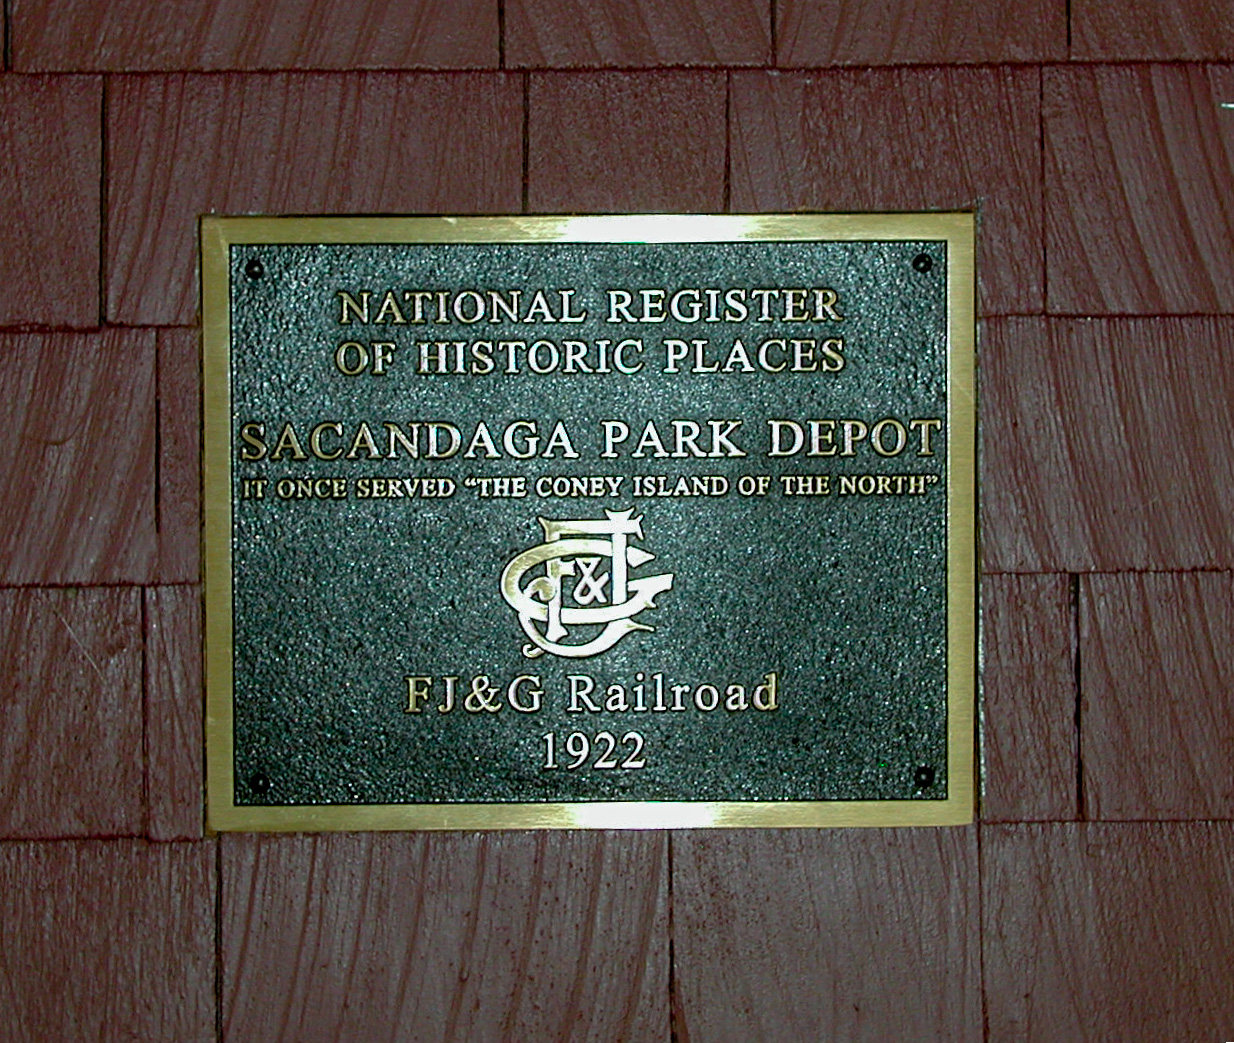 NATIONAL REGISTER
OF HISTORIC PLACES
SACANDAGA PARK DEPOT
IT ONCE SERVED “THE CONEY ISLAND OF THE NORTH”
FJ&G
FJ&G Railroad
1922